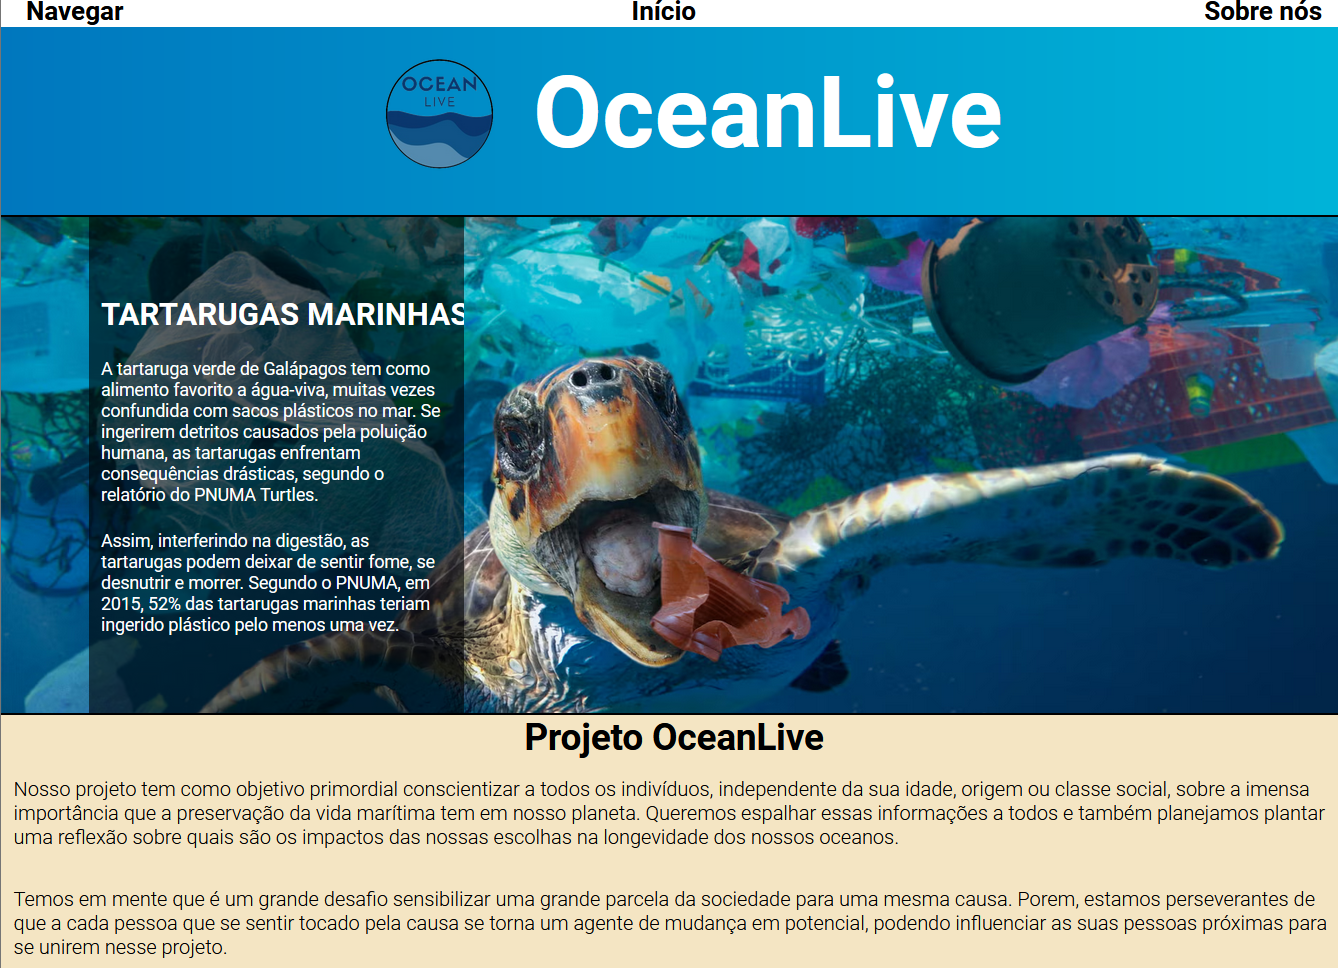 Navegar Início Sobre nós
OCEAN
LIVE
OceanLive
TARTARUGAS MARINHAS
A tartaruga verde de Galápagos tem como
alimento favorito a água-viva, muitas vezes
confundida com sacos plásticos no mar. Se
ingerirem detritos causados pela poluição
humana, as tartarugas enfrentam
consequências drásticas, segundo o
relatório do PNUMA Turtles.
Assim, interferindo na digestão, as
tartarugas podem deixar de sentir fome, se
desnutrir e morrer. Segundo o PNUMA, em
2015, 52% das tartarugas marinhas teriam
ingerido plástico pelo menos uma vez.
Projeto OceanLive
Nosso projeto tem como objetivo primordial conscientizar a todos os indivíduos, independente da sua idade, origem ou classe social, sobre a imensa
importância que a preservação da vida marítima tem em nosso planeta. Queremos espalhar essas informações a todos e também planejamos plantar
uma reflexão sobre quais são os impactos das nossas escolhas na longevidade dos nossos oceanos.
Temos em mente que é um grande desafio sensibilizar uma grande parcela da sociedade para uma mesma causa. Porem, estamos perseverantes de
que a cada pessoa que se sentir tocado pela causa se torna um agente de mudança em potencial, podendo influenciar as suas pessoas próximas para
se unirem nesse projeto.